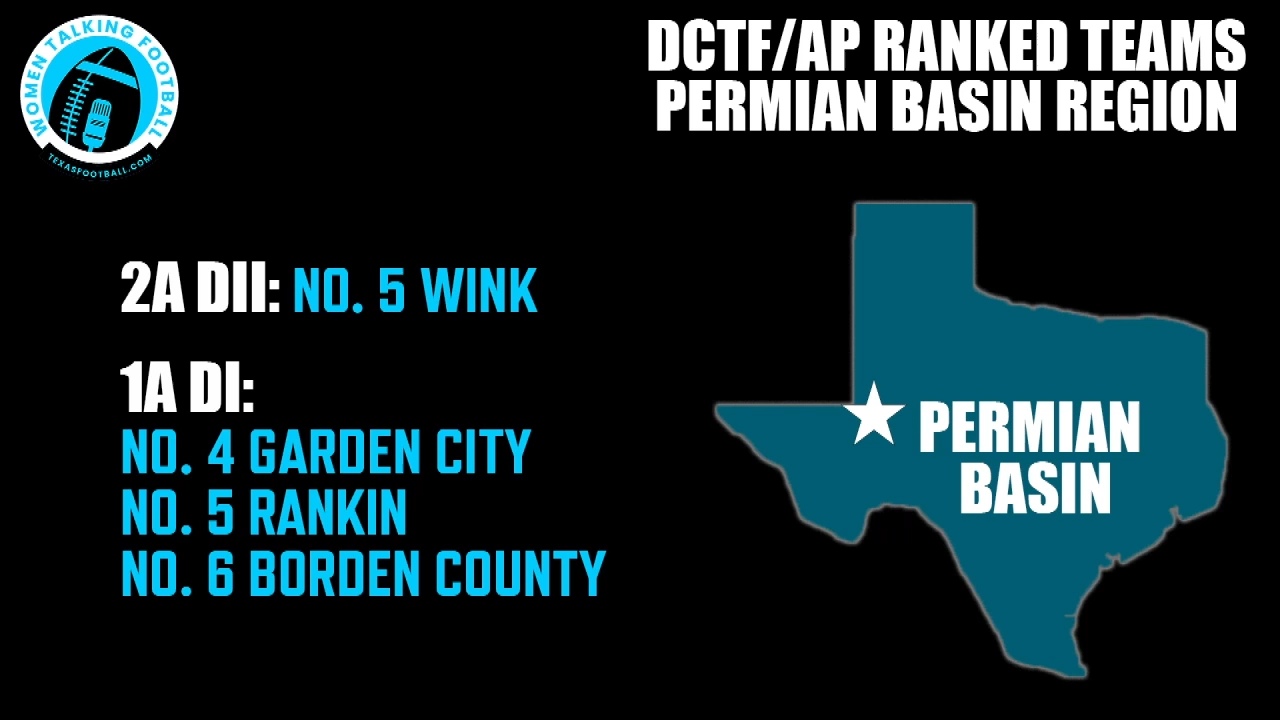 WOMEN TALKING FOOTBALL
TEXASFOOTBALL.COM
DCTF/AP RANKED TEAMS
PERMIAN BASIN REGION
2A DII: NO. 5 WINK
1A DI:
NO. 4 GARDEN CITY
NO. 5 RANKIN
NO. 6 BORDEN COUNTY
PERMIAN
BASIN